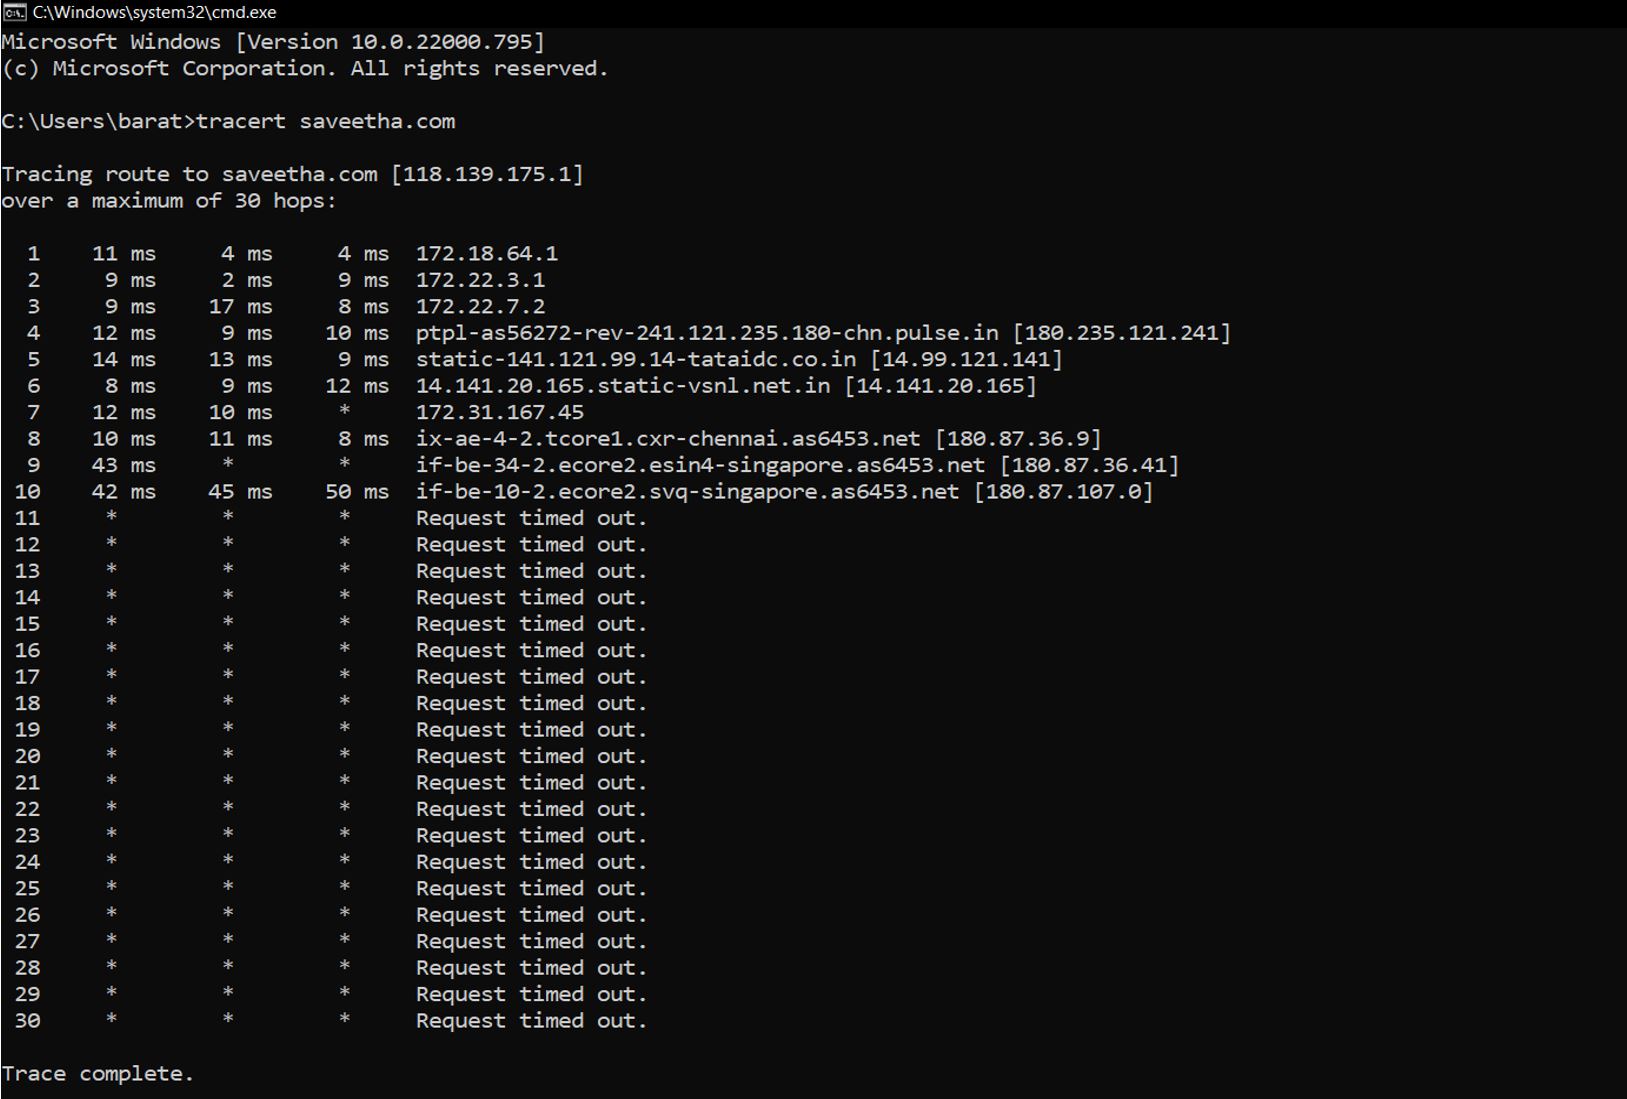 C:\Windows\system32\cmd.exe
Microsoft Windows [Version 10.0.22000.795]
(c) Microsoft Corporation. All rights reserved.
C:\Users\barat>tracert saveetha.com
Tracing route to saveetha.com [118.139.175.1]
over a maximum of 30 hops:
1 11 ms 4 ms 4 ms 172.18.64.1
2 9 ms 2 ms 9 ms 172.22.3.1
3 9 ms 17 ms 8 ms 172.22.7.2
4 12 ms 9 ms 10 ms ptpl-as56272-rev-241.121.235.180-chn.pulse.in [180.235.121.241]
5 14 ms 13 ms 9 ms static-141.121.99.14-tataidc.co.in [14.99.121.141]
6 8 ms 9 ms 12 ms 14.141.20.165.static-vsnl.net.in [14.141.20.165]
7 12 ms 10 ms * 172.31.167.45
8 10 ms 11 ms 8 ms ix-ae-4-2.tcore1.cxr-chennai.as6453.net [180.87.36.9]
9 43 ms * * if-be-34-2.ecore2.esin4-singapore.as6453.net [180.87.36.41]
10 42 ms 45 ms 50 ms if-be-10-2.ecore2.svq-singapore.as6453.net [180.87.107.0]
11 * * * Request timed out.
12 * * * Request timed out.
13 * * * Request timed out.
14 * * * Request timed out.
15 * * * Request timed out.
16 * * * Request timed out.
17 * * * Request timed out.
18 * * * Request timed out.
19 * * * Request timed out.
20 * * * Request timed out.
21 * * * Request timed out.
22 * * * Request timed out.
23 * * * Request timed out.
24 * * * Request timed out.
25 * * * Request timed out.
26 * * * Request timed out.
27 * * * Request timed out.
28 * * * Request timed out.
29 * * * Request timed out.
30 * * * Request timed out.
Trace complete.